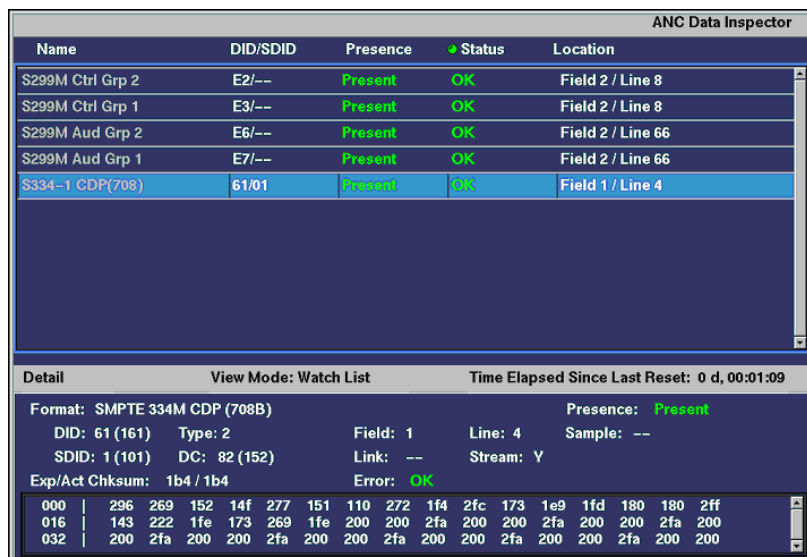 ANC Data Inspector
Name DID/SDID Presence Status Location
S299M Ctrl Grp 2 E2/-- Present OK Field 2 / Line 8
S299M Ctrl Grp 1 E3/-- Present OK Field 2 / Line 8
S299M Aud Grp 2 E6/-- Present OK Field 2 / Line 66
S299M Aud Grp 1 E7/-- Present OK Field 2 / Line 66
S334-1 CDP(708) 61/01 Present OK Field 1 / Line 4
Detail View Mode: Watch List Time Elapsed Since Last Reset: 0 d, 00:01:09
Format: SMPTE 334M CDP (708B) Presence: Present
DID: 61 (161) Type: 2 Field: 1 Line: 4 Sample: --
SDID: 1 (101) DC: 82 (152) Link: -- Stream: Y
Exp/Act Chksum: 1b4 / 1b4 Error: OK
000 | 296 269 152 14f 277 151 110 272 1f4 2fc 173 1e9 1fd 180 180 2ff
016 | 143 222 1fe 173 269 1fe 200 200 2fa 200 200 2fa 200 200 2fa 200
032 | 200 2fa 200 200 2fa 200 200 2fa 200 200 2fa 200 200 2fa 200 200